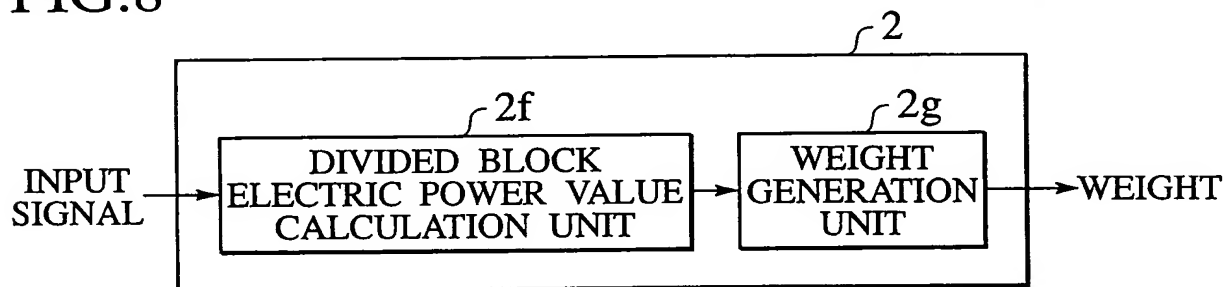 FIG.8
2
2f
2g
INPUT
SIGNAL
DIVIDED BLOCK
ELECTRIC POWER VALUE
CALCULATION UNIT
WEIGHT
GENERATION
UNIT
WEIGHT